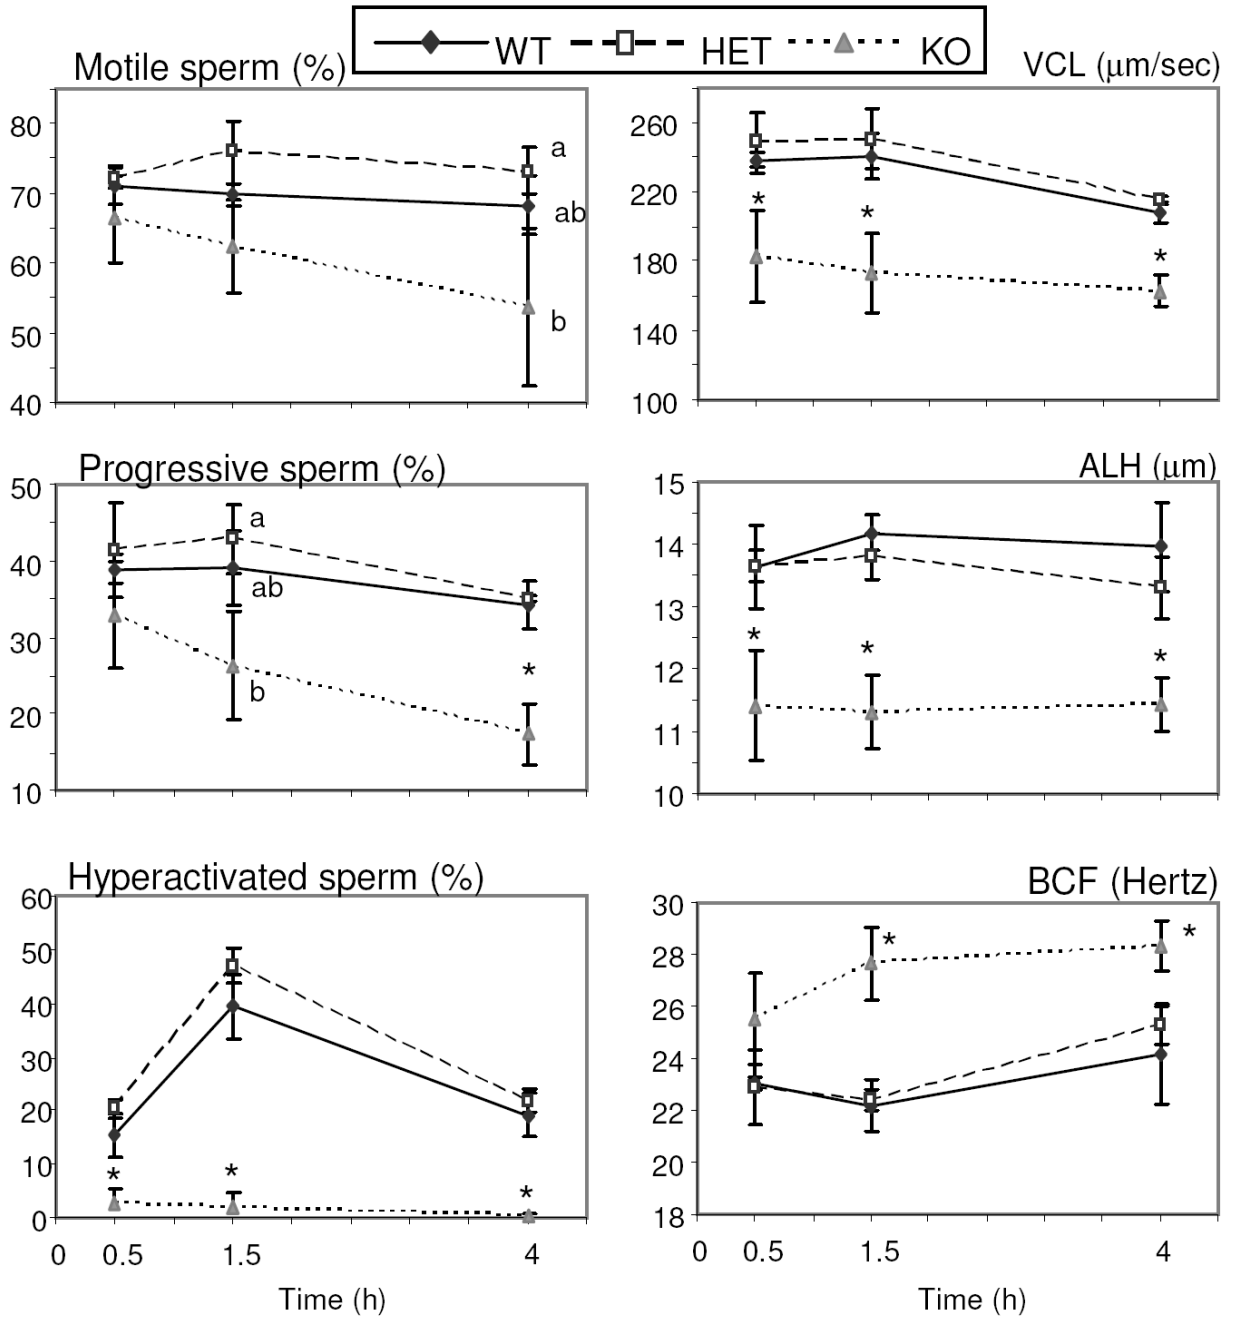 WT HET KO
Motile sperm (%)
80
70
60
50
40
a
ab
b
VCL (µm/sec)
260
220
180
140
100
* * *
Progressive sperm (%)
50
40
30
20
10
a
ab
b
*
ALH (µm)
15
14
13
12
11
10
* * *
Hyperactivated sperm (%)
60
50
40
30
20
10
0
* * *
0 0.5 1.5 4
Time (h)
BCF (Hertz)
30
28
26
24
22
20
18
* *
0 0.5 1.5 4
Time (h)